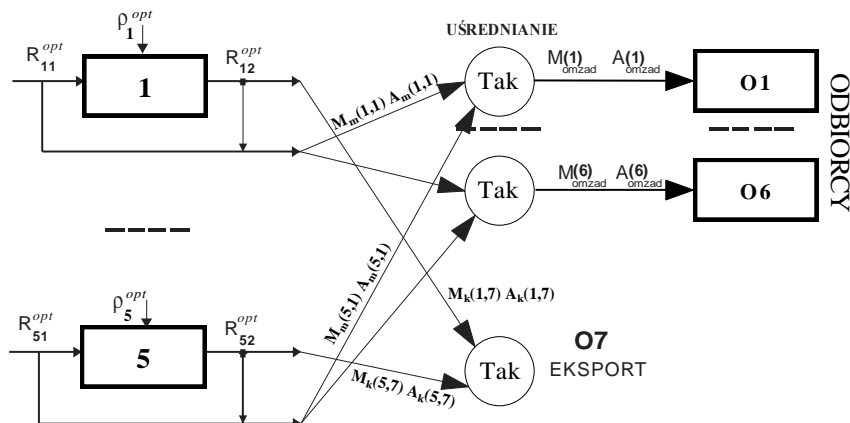 ρ₁^opt
UŚREDNIANIE
R₁₁^opt
R₁₂^opt
1
Tak
M(1)omzad A(1)omzad
O1
Mₘ(1,1) Aₘ(1,1)
ODBIORCY
Tak
M(6)omzad A(6)omzad
O6
Mₘ(5,1) Aₘ(5,1)
Mₖ(1,7) Aₖ(1,7)
ρ₅^opt
R₅₁^opt
R₅₂^opt
5
Tak
O7
EKSPORT
Mₖ(5,7) Aₖ(5,7)